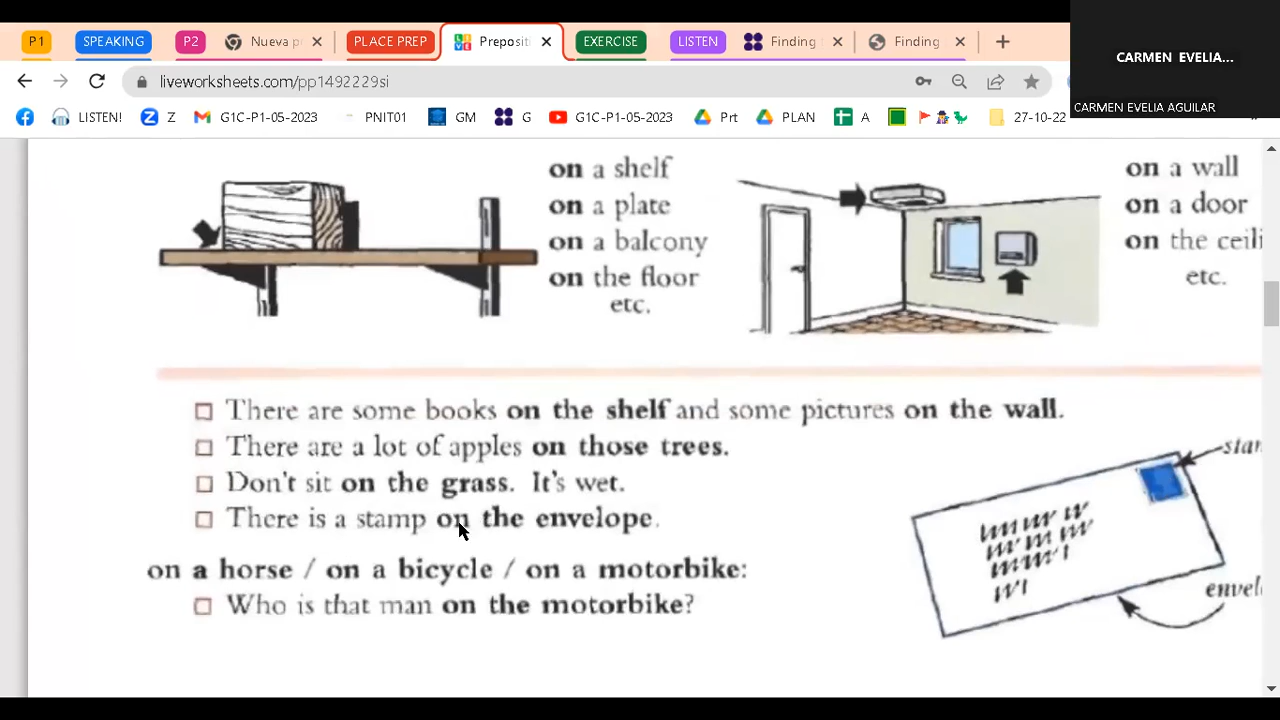 P1 SPEAKING P2 Nueva p PLACE PREP Preposit EXERCISE LISTEN Finding Finding
liveworksheets.com/pp1492229si
CARMEN EVELIA...
CARMEN EVELIA AGUILAR
LISTEN! Z G1C-P1-05-2023 PNIT01 GM G G1C-P1-05-2023 Prt PLAN A 27-10-22
on a shelf
on a plate
on a balcony
on the floor
etc.
on a wall
on a door
on the ceili
etc.
There are some books on the shelf and some pictures on the wall.
There are a lot of apples on those trees.
Don't sit on the grass. It's wet.
There is a stamp on the envelope.
stan
envel
on a horse / on a bicycle / on a motorbike:
Who is that man on the motorbike?